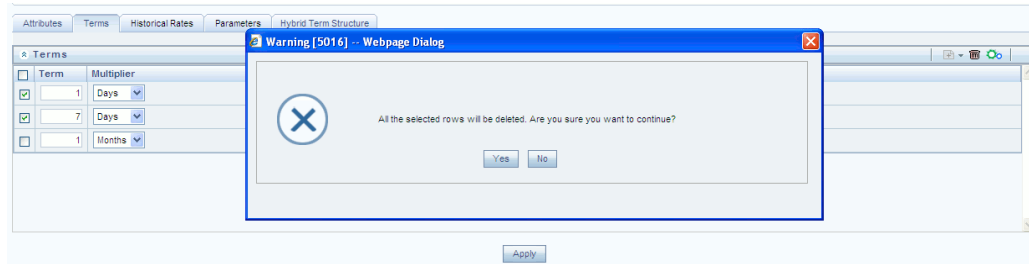 Attributes Terms Historical Rates Parameters Hybrid Term Structure
Warning [5016] -- Webpage Dialog
Terms
Term Multiplier
1 Days
7 Days
1 Months
All the selected rows will be deleted. Are you sure you want to continue?
Yes No
Apply